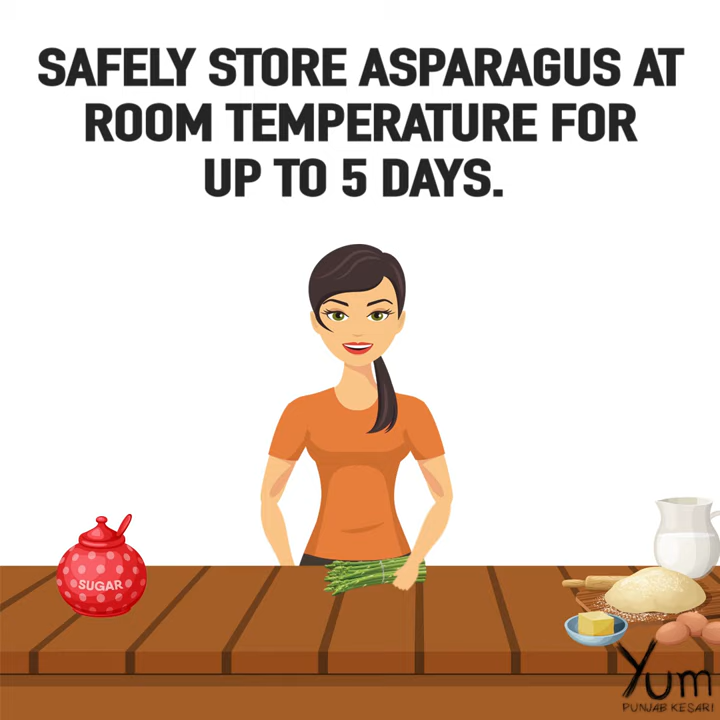 SAFELY STORE ASPARAGUS AT
ROOM TEMPERATURE FOR
UP TO 5 DAYS.
SUGAR
Yum
PUNJAB KESARI